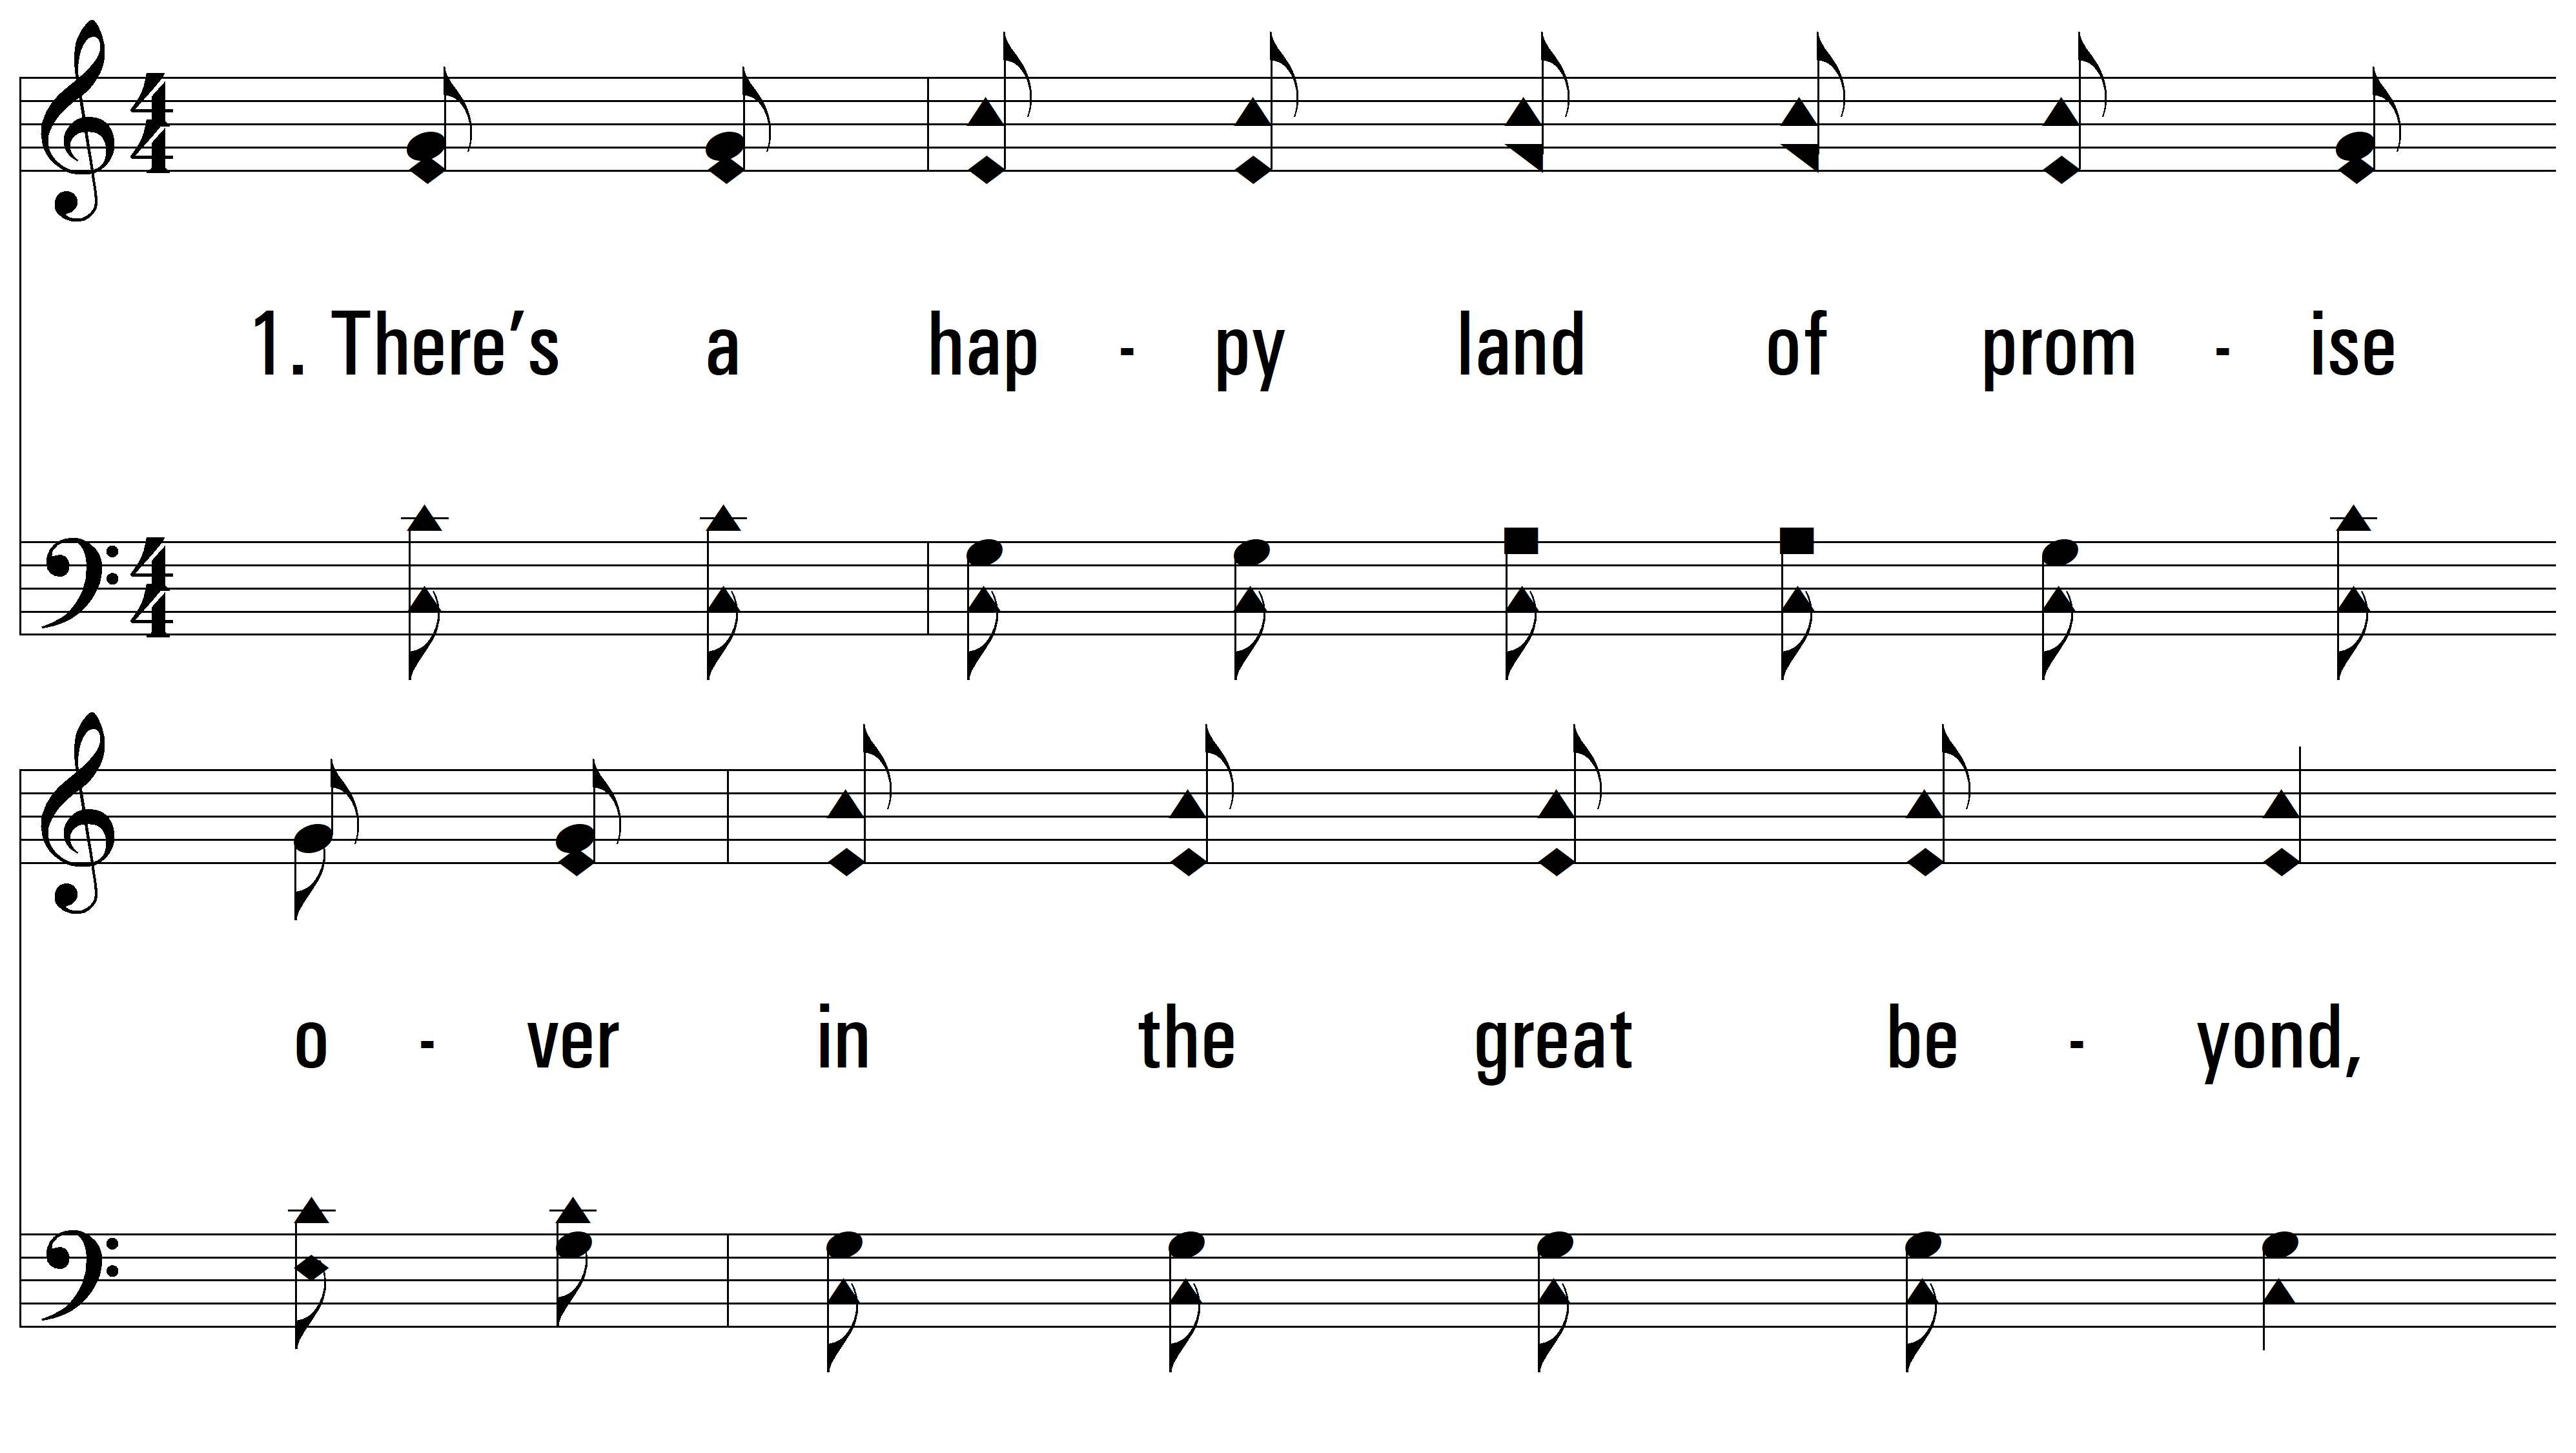 1. There’s a hap - py land of prom - ise
o - ver in the great be - yond,